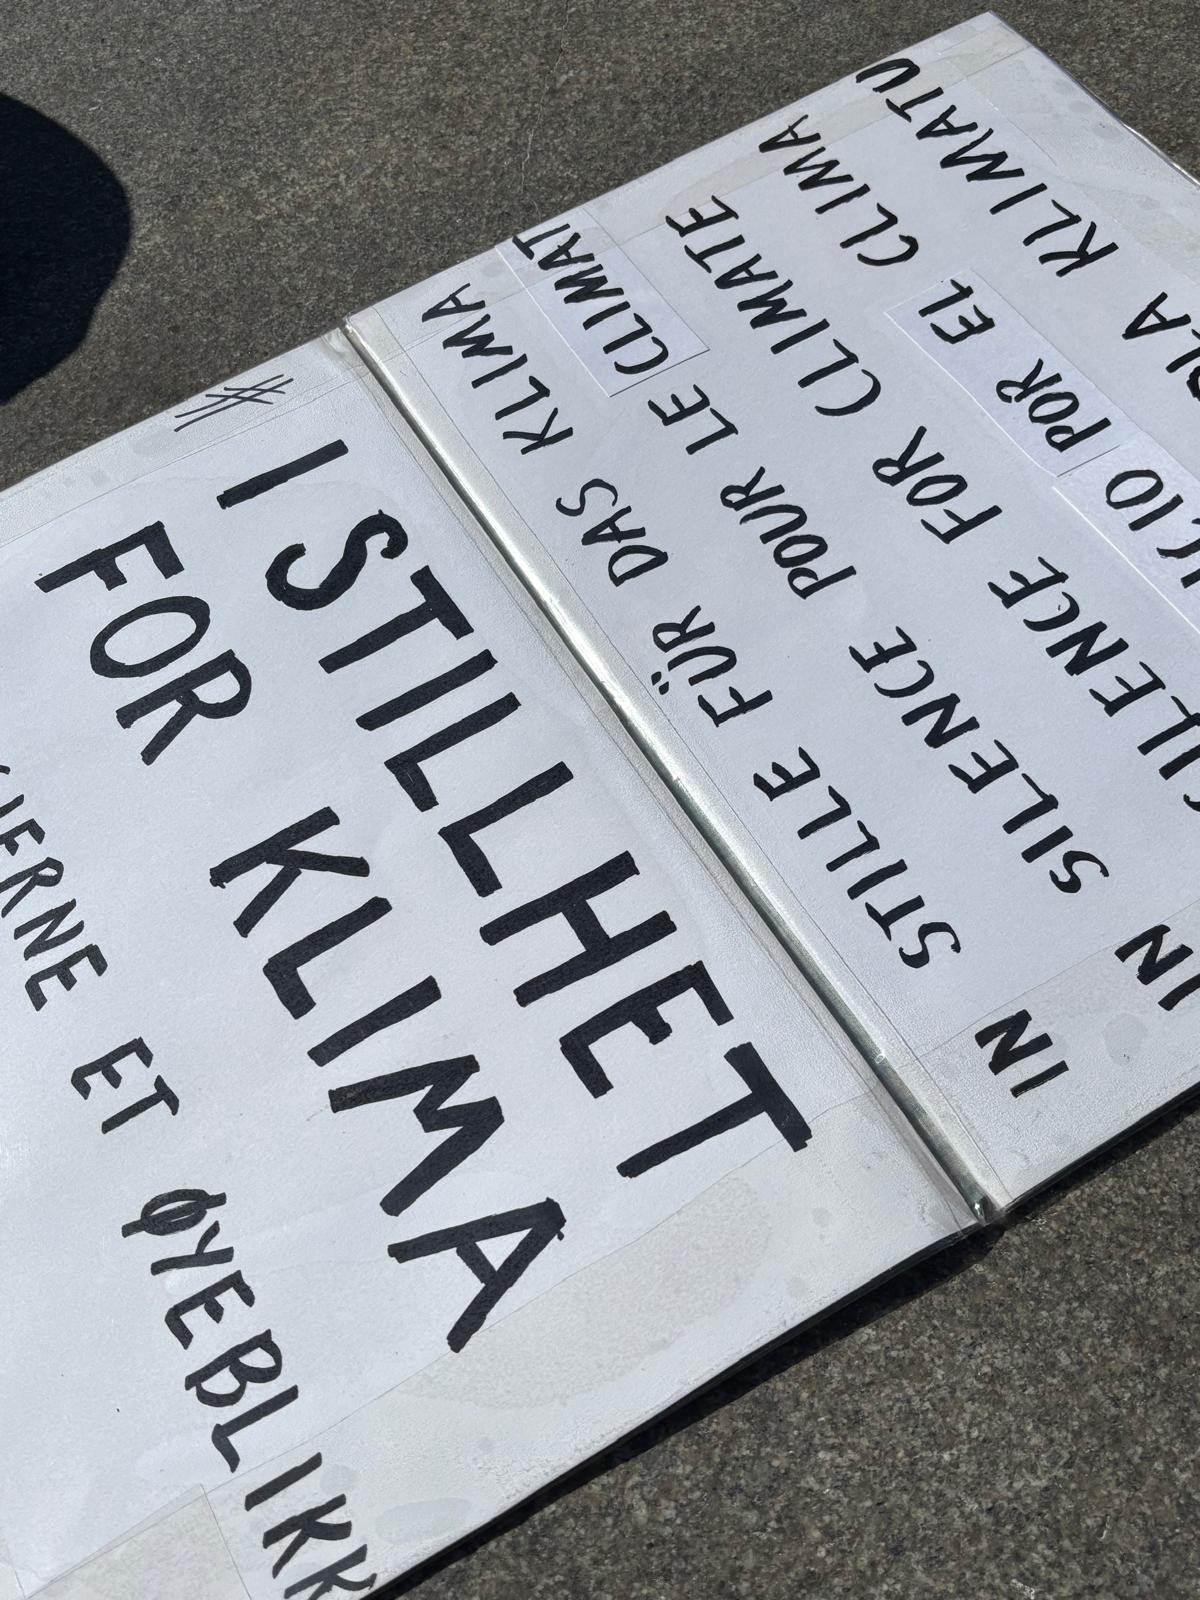 #
I STILLHET
FOR KLIMA
ET ØYEBLIKK
IN STILLE FÜR DAS KLIMA
IN SILENCE POUR LE CLIMAT
SILENCE FOR CLIMATE
POR EL CLIMA
KLIMATU